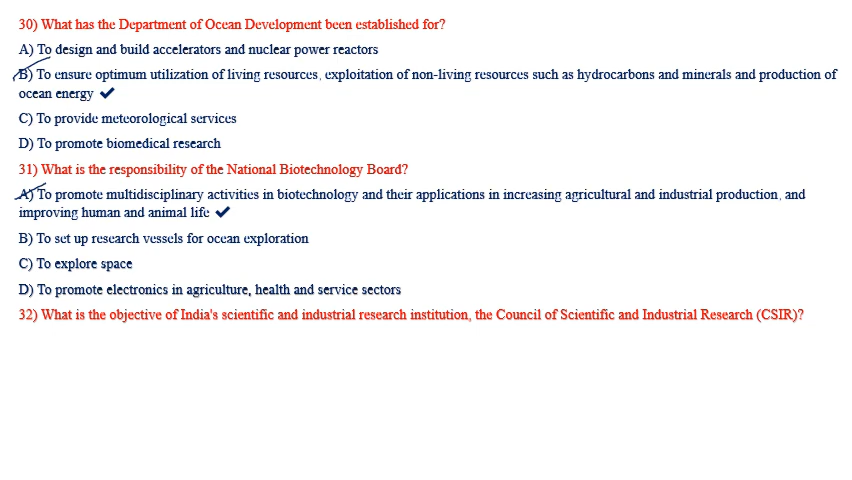 30) What has the Department of Ocean Development been established for?
A) To design and build accelerators and nuclear power reactors
B) To ensure optimum utilization of living resources, exploitation of non-living resources such as hydrocarbons and minerals and production of
ocean energy ✔
C) To provide meteorological services
D) To promote biomedical research
31) What is the responsibility of the National Biotechnology Board?
A) To promote multidisciplinary activities in biotechnology and their applications in increasing agricultural and industrial production, and
improving human and animal life ✔
B) To set up research vessels for ocean exploration
C) To explore space
D) To promote electronics in agriculture, health and service sectors
32) What is the objective of India's scientific and industrial research institution, the Council of Scientific and Industrial Research (CSIR)?